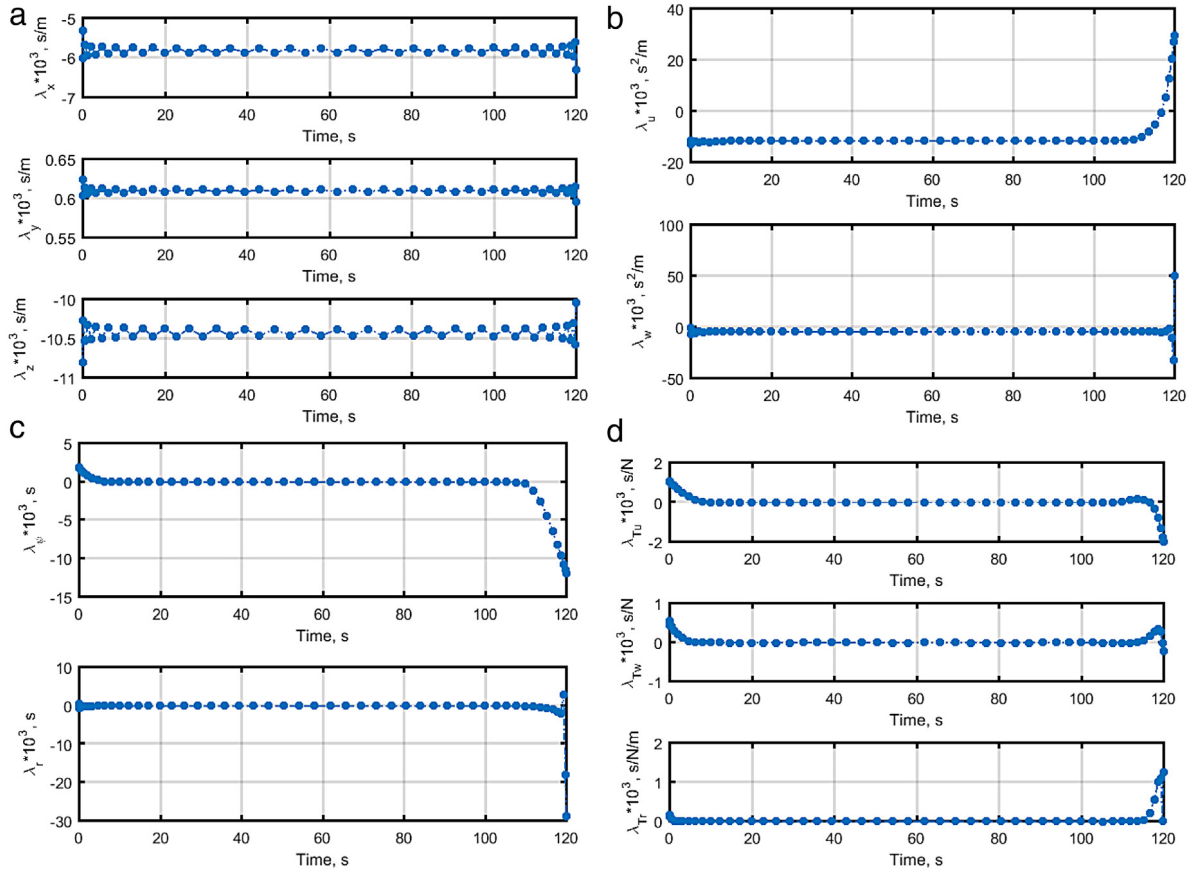 a
-5
-6
-7
λx*10³, s/m
0 20 40 60 80 100 120
Time, s
0.65
0.6
0.55
λy*10³, s/m
0 20 40 60 80 100 120
Time, s
-10
-10.5
-11
λz*10³, s/m
0 20 40 60 80 100 120
Time, s
b
40
20
0
-20
λu*10³, s²/m
0 20 40 60 80 100 120
Time, s
100
50
0
-50
λw*10³, s²/m
0 20 40 60 80 100 120
Time, s
c
5
0
-5
-10
-15
λψ*10³, s
0 20 40 60 80 100 120
Time, s
10
0
-10
-20
-30
λr*10³, s
0 20 40 60 80 100 120
Time, s
d
2
0
-2
λTu*10³, s/N
0 20 40 60 80 100 120
Time, s
1
0
-1
λTw*10³, s/N
0 20 40 60 80 100 120
Time, s
2
1
0
λTr*10³, s/N/m
0 20 40 60 80 100 120
Time, s